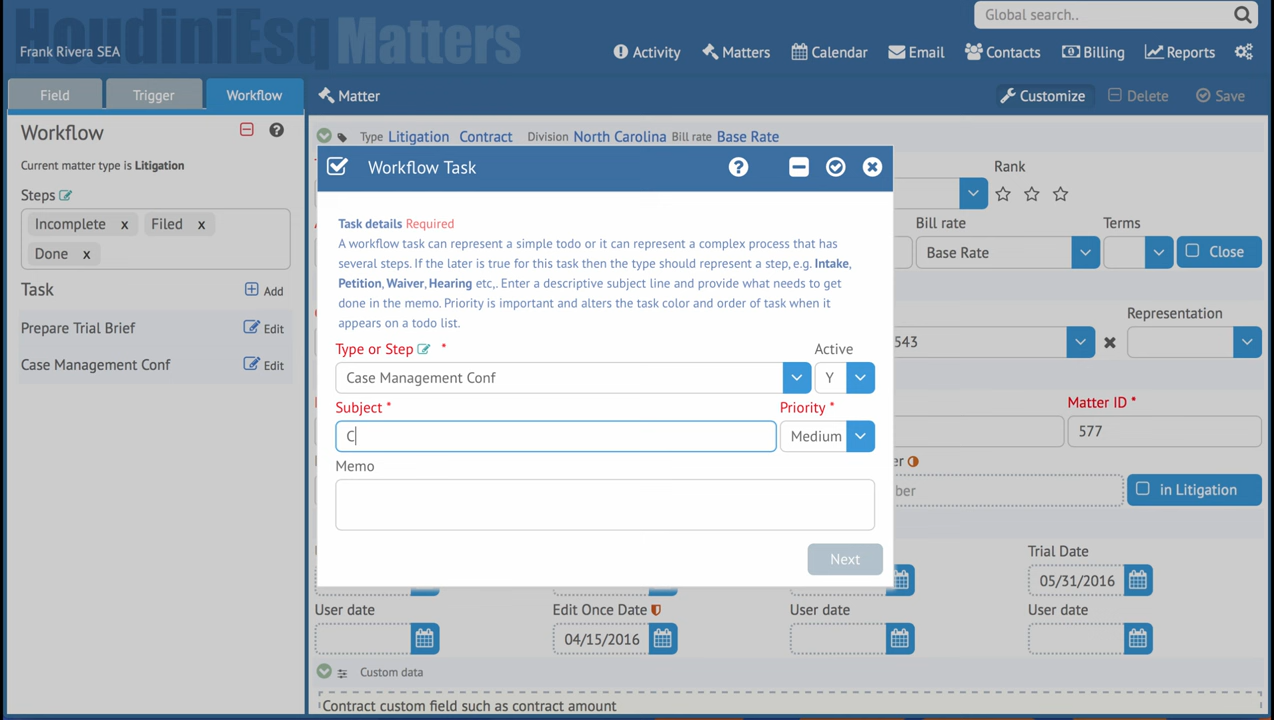 HoudiniEsq Matters
Frank Rivera SEA
Global search..
Activity Matters Calendar Email Contacts Billing Reports
Field Trigger Workflow
Matter
Customize Delete Save
Workflow
Current matter type is Litigation
Steps
Incomplete x Filed x
Done x
Task Add
Prepare Trial Brief Edit
Case Management Conf Edit
Type Litigation Contract Division North Carolina Bill rate Base Rate
Workflow Task
Task details Required
A workflow task can represent a simple todo or it can represent a complex process that has
several steps. If the later is true for this task then the type should represent a step, e.g. Intake,
Petition, Waiver, Hearing etc,. Enter a descriptive subject line and provide what needs to get
done in the memo. Priority is important and alters the task color and order of task when it
appears on a todo list.
Type or Step * Active
Case Management Conf Y
Subject * Priority *
C Medium
Memo
Next
Rank
Bill rate Terms
Base Rate Close
Representation
543
Matter ID *
577
er
ber in Litigation
Trial Date
05/31/2016
User date Edit Once Date User date User date
04/15/2016
Custom data
Contract custom field such as contract amount